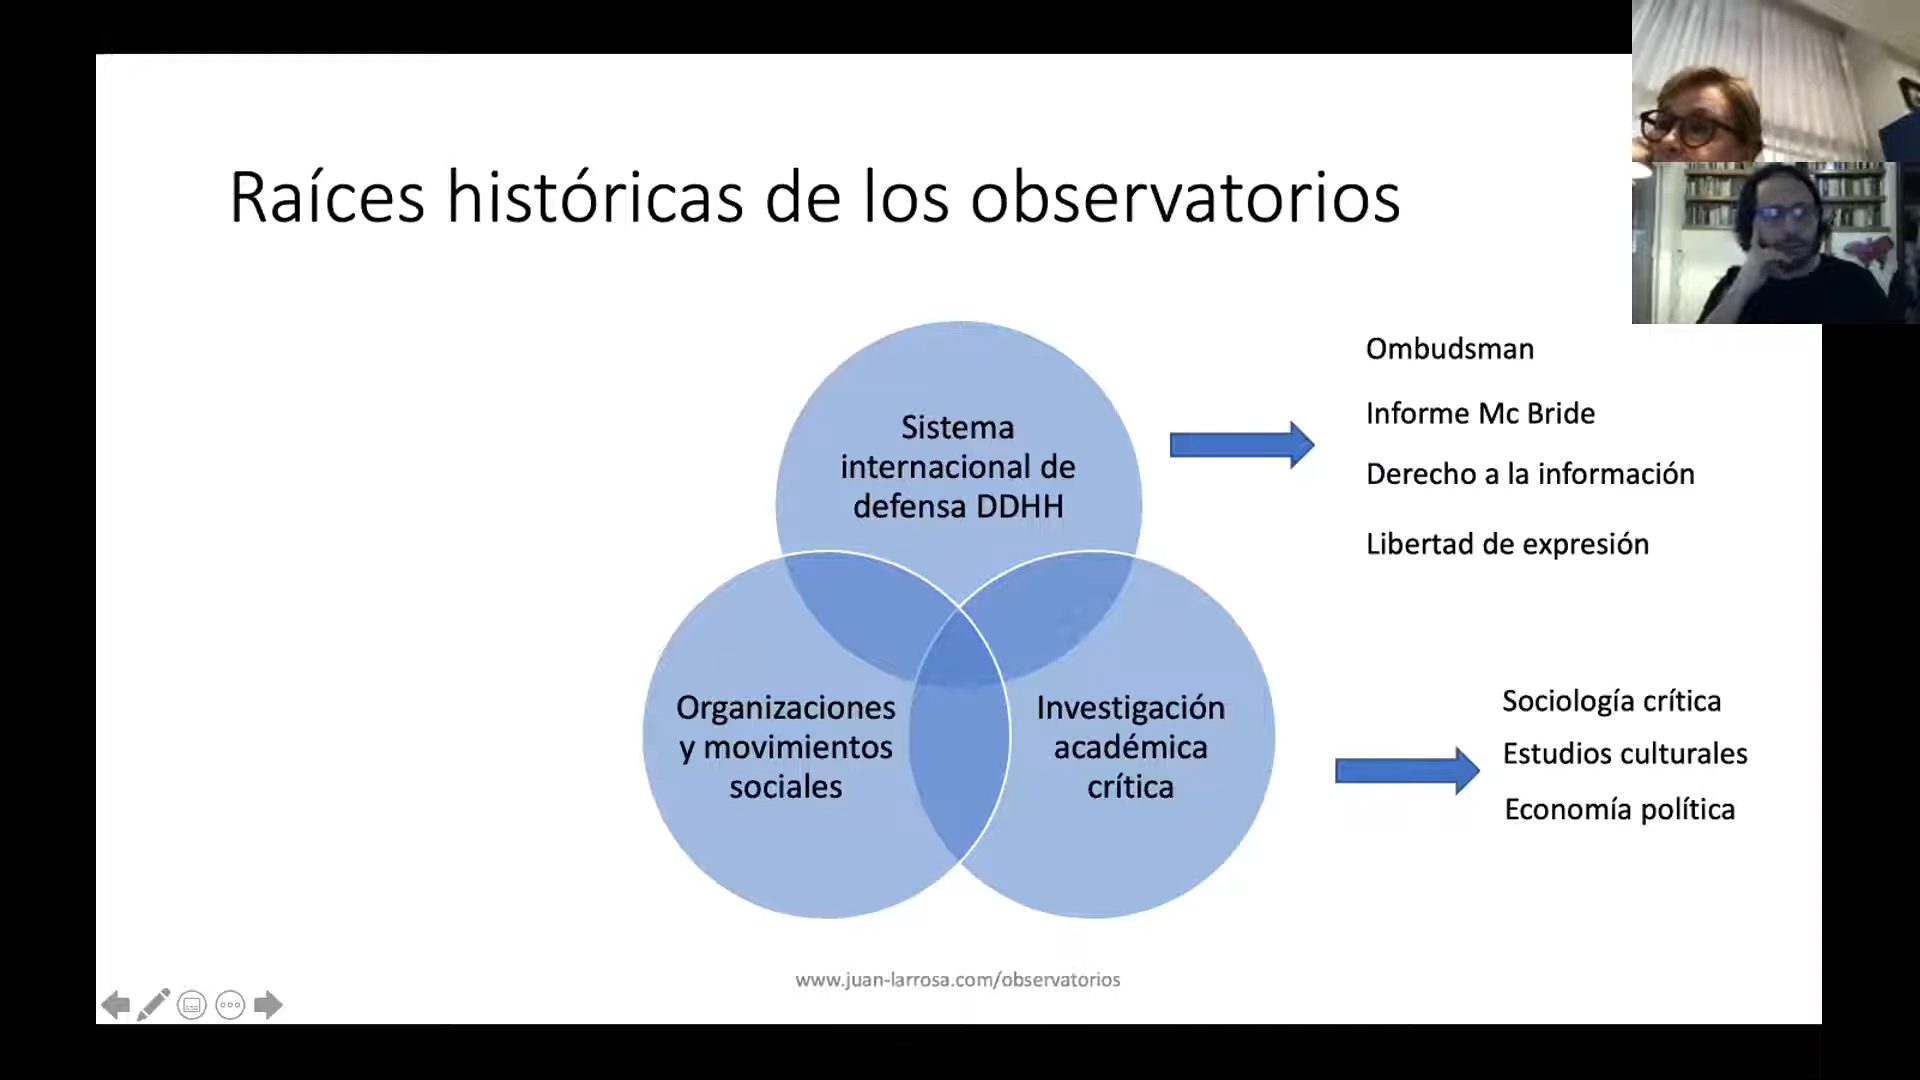 Raíces históricas de los observatorios
Sistema
internacional de
defensa DDHH
Organizaciones
y movimientos
sociales
Investigación
académica
crítica
Ombudsman
Informe Mc Bride
Derecho a la información
Libertad de expresión
Sociología crítica
Estudios culturales
Economía política
www.juan-larrosa.com/observatorios